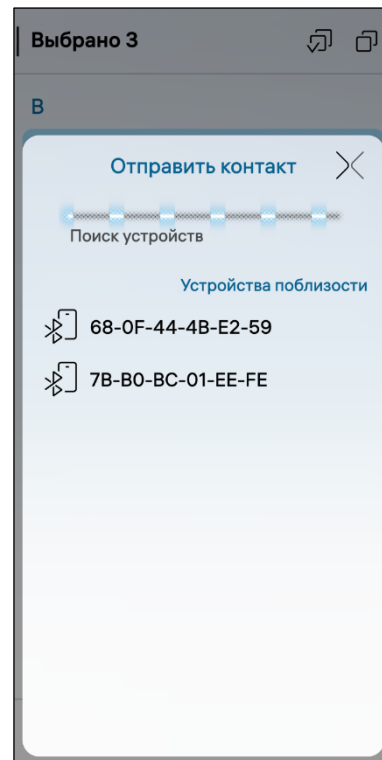 Выбрано 3
В
Отправить контакт
Поиск устройств
Устройства поблизости
68-0F-44-4B-E2-59
7B-B0-BC-01-EE-FE